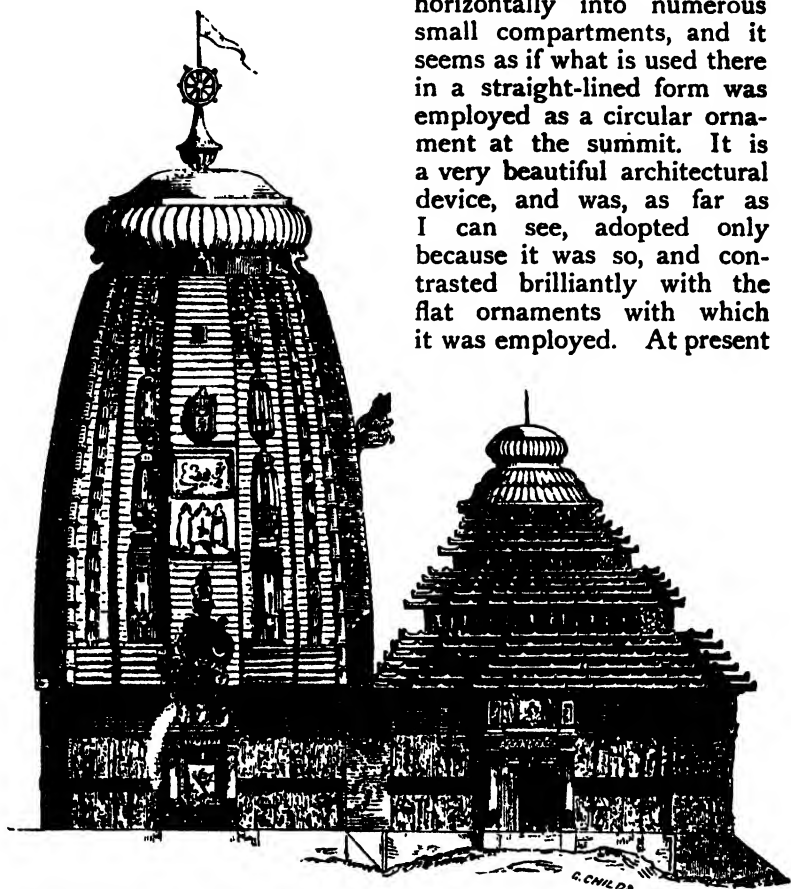 horizontally into numerous
small compartments, and it
seems as if what is used there
in a straight-lined form was
employed as a circular orna-
ment at the summit. It is
a very beautiful architectural
device, and was, as far as
I can see, adopted only
because it was so, and con-
trasted brilliantly with the
flat ornaments with which
it was employed. At present
G. CHILDS